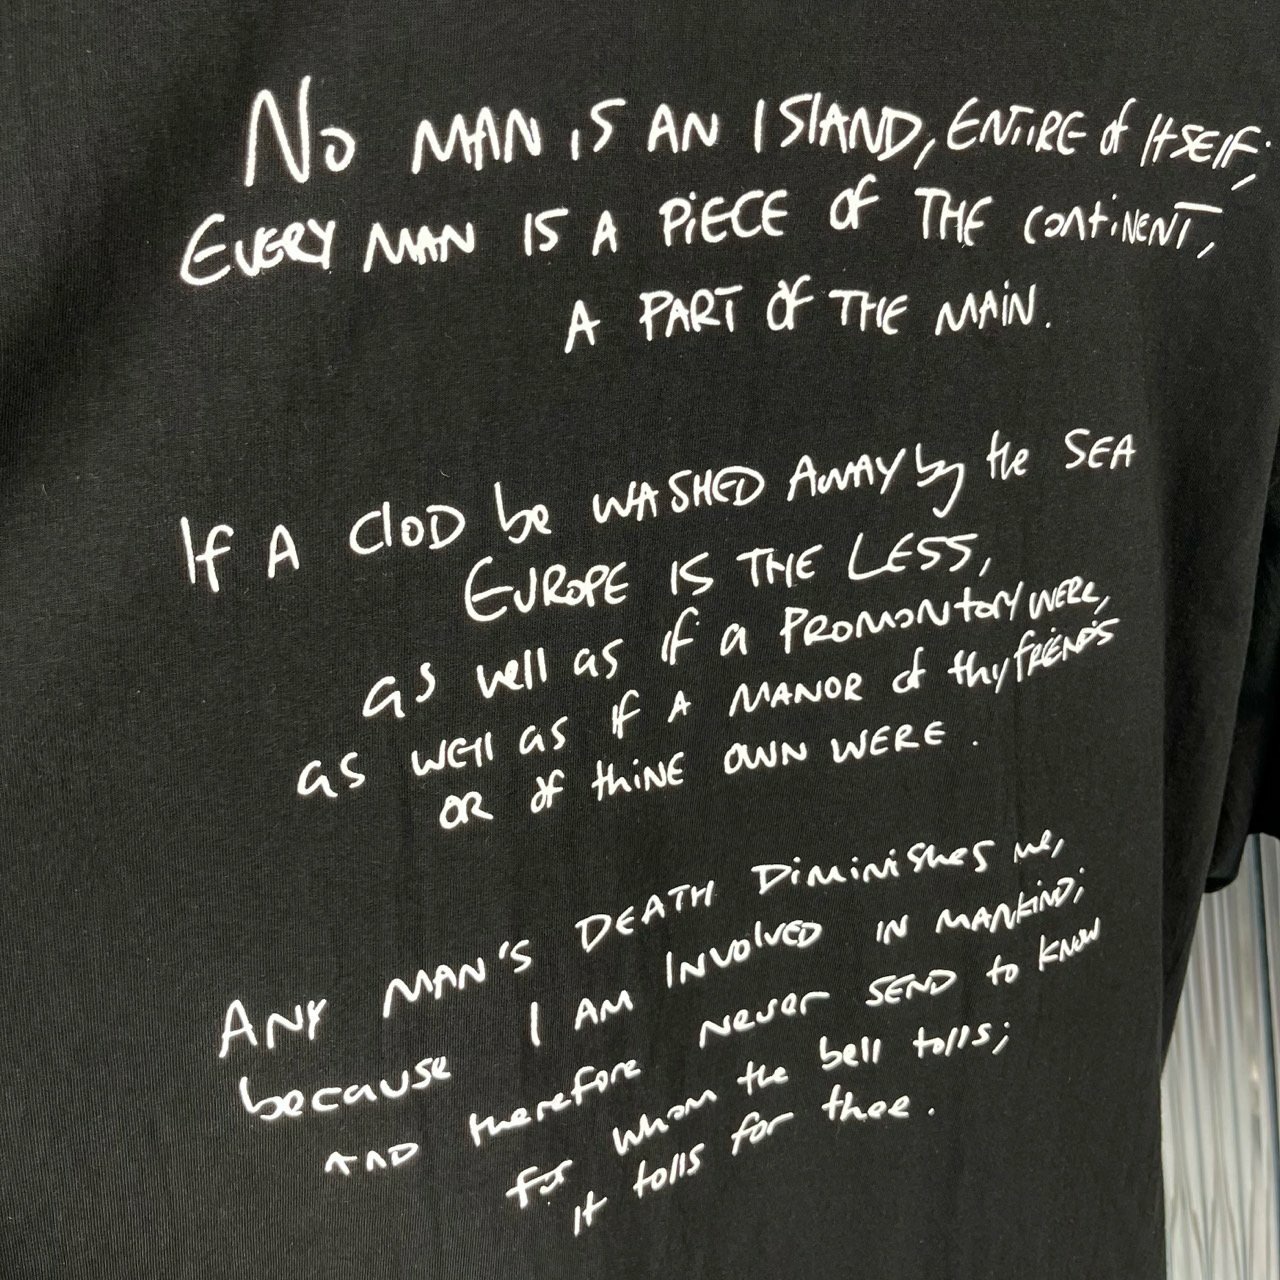 No MAN iS AN ISlAND, ENTiRE of ItSElF;
EVERY MAN IS A PiECE OF THE CONtiNENT,
A PART OF THE MAiN.
If A ClOD be WASHED AWAY by the SEA
EUROPE IS THE LESS,
as well as if a PROMONtORY WERE,
as WEll as if A MANOR of thy FRiENDS
OR of thiNE OWN WERE.
ANY MAN'S DEATH DiMiNiSheS me,
because I AM INVOlVED IN MANKiND;
AND therefore Never SEND to KNOW
for whom the bell tolls;
It tolls for thee.